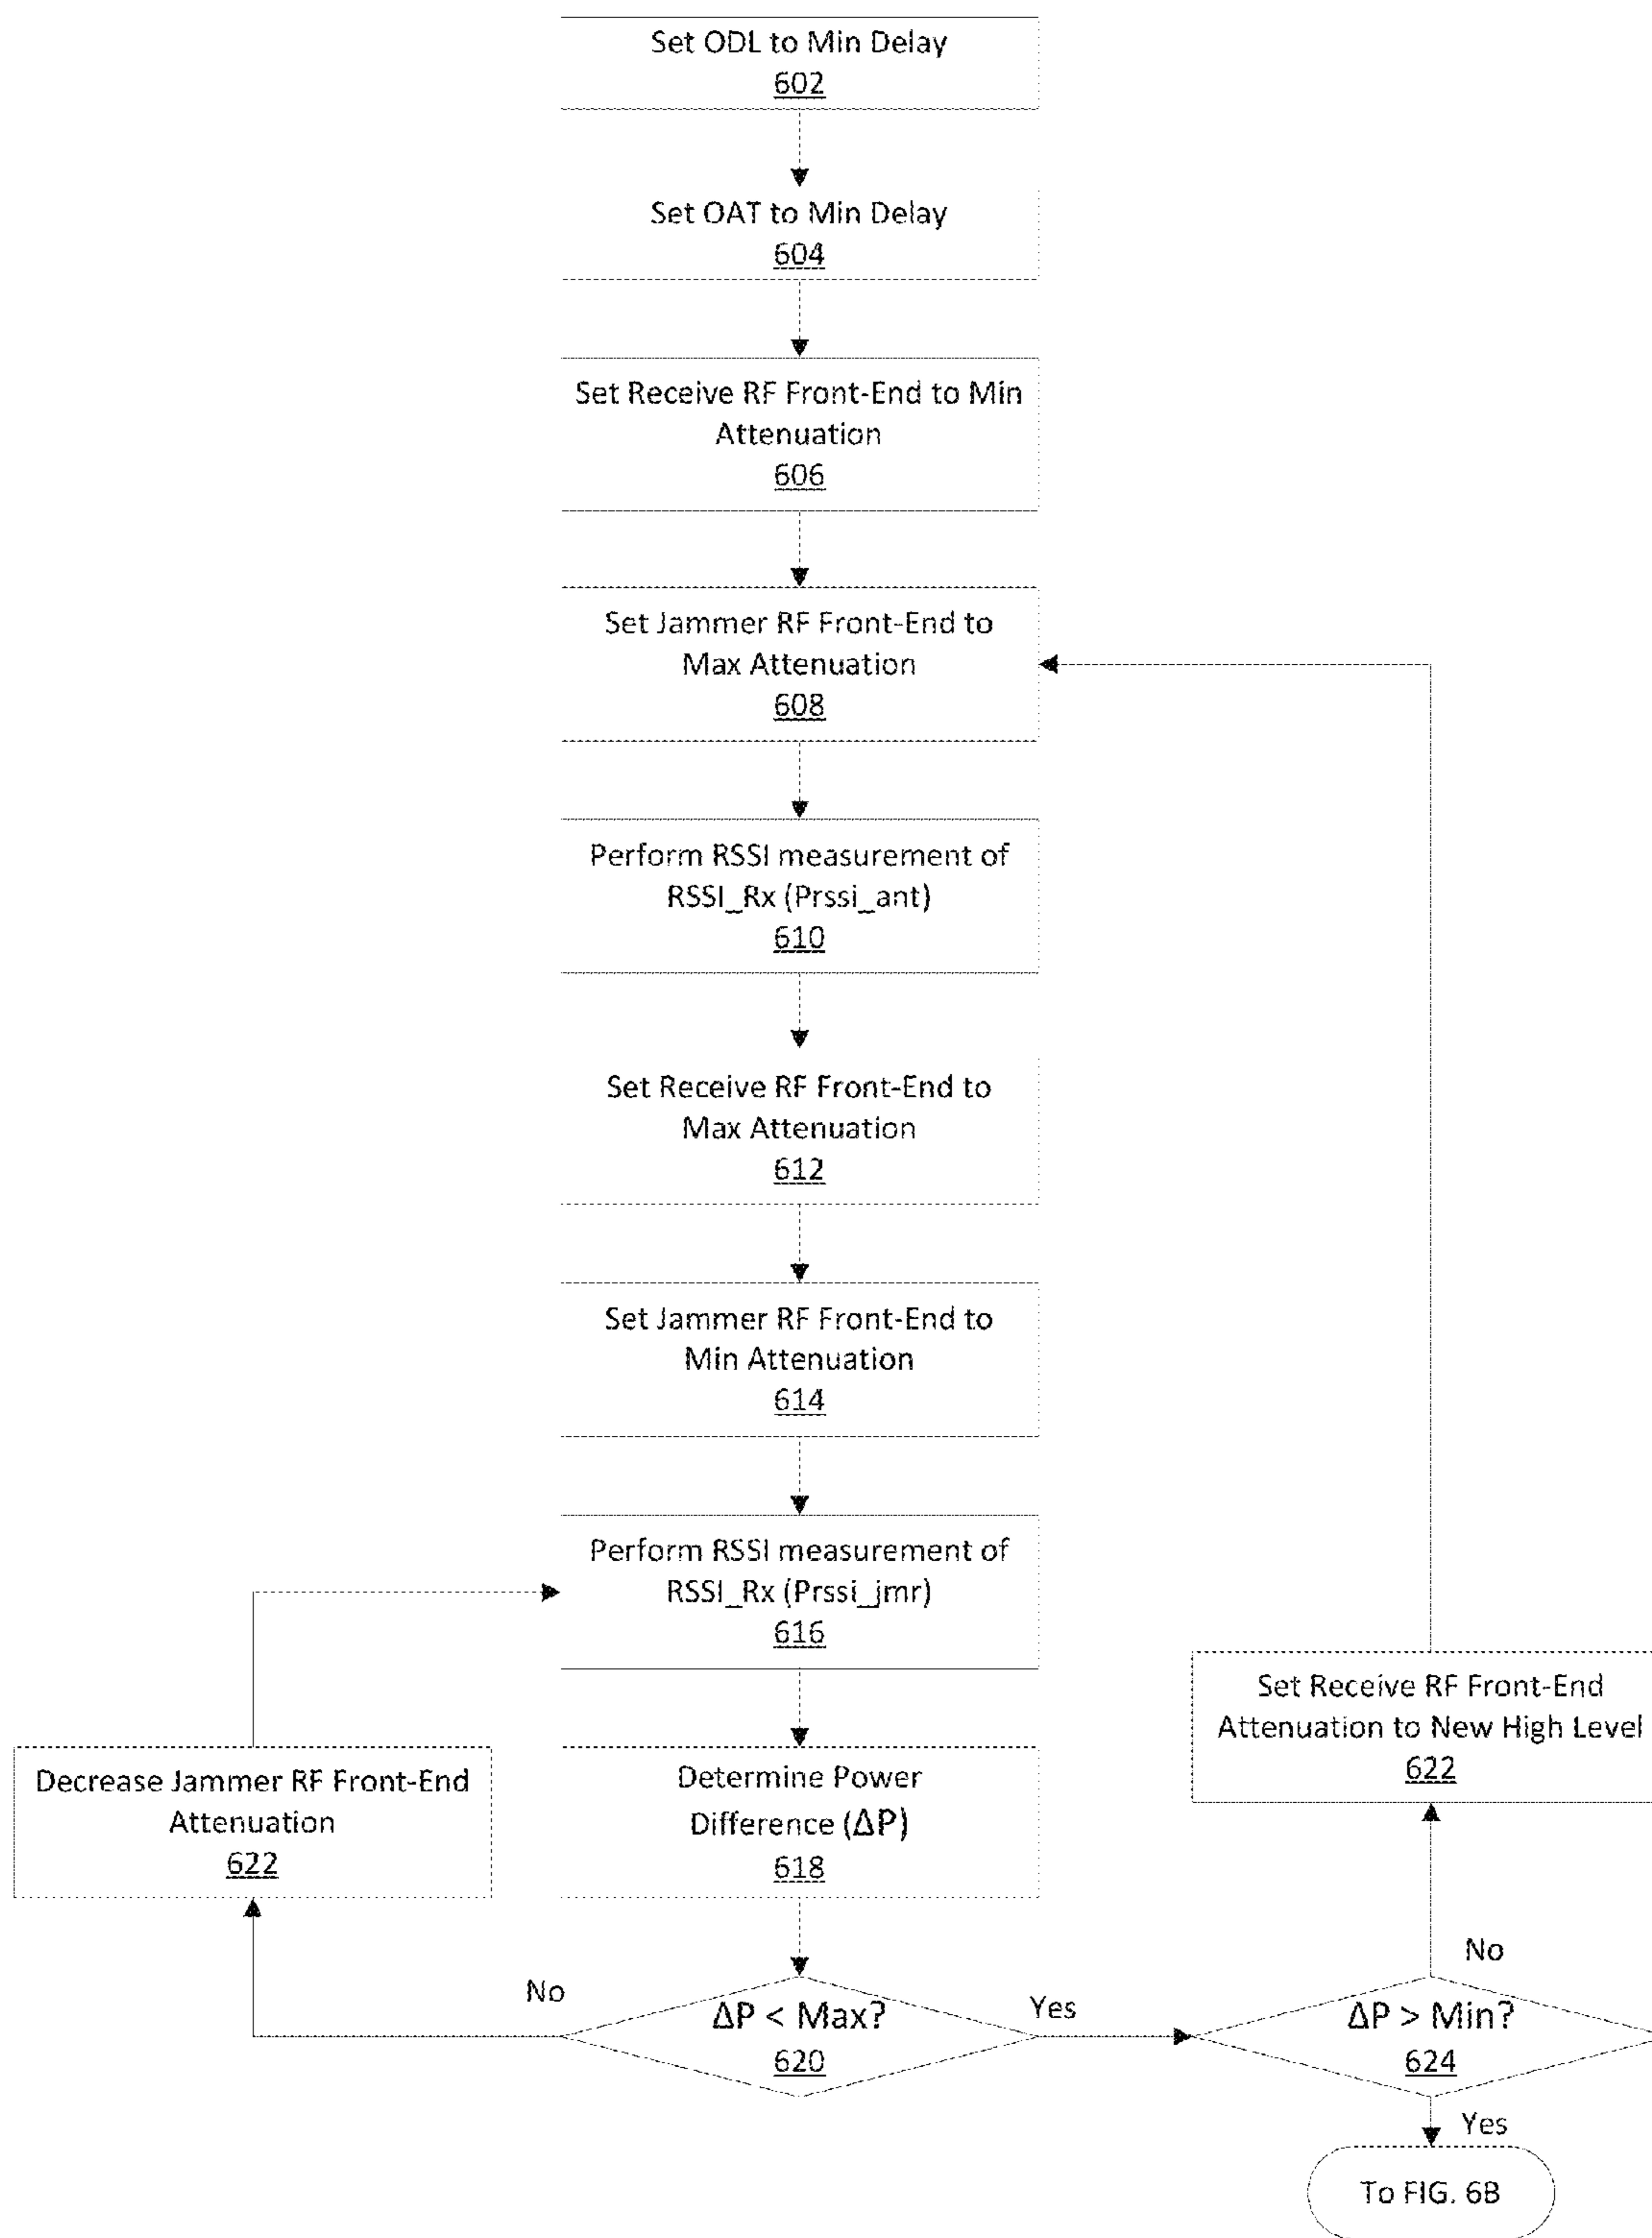 Set ODL to Min Delay
602
Set OAT to Min Delay
604
Set Receive RF Front-End to Min
Attenuation
606
Set Jammer RF Front-End to
Max Attenuation
608
Perform RSSI measurement of
RSSI_Rx (Prssi_ant)
610
Set Receive RF Front-End to
Max Attenuation
612
Set Jammer RF Front-End to
Min Attenuation
614
Perform RSSI measurement of
RSSI_Rx (Prssi_jmr)
616
Set Receive RF Front-End
Attenuation to New High Level
622
Decrease Jammer RF Front-End
Attenuation
622
Determine Power
Difference (ΔP)
618
No
ΔP < Max?
620
Yes
No
ΔP > Min?
624
Yes
To FIG. 6B